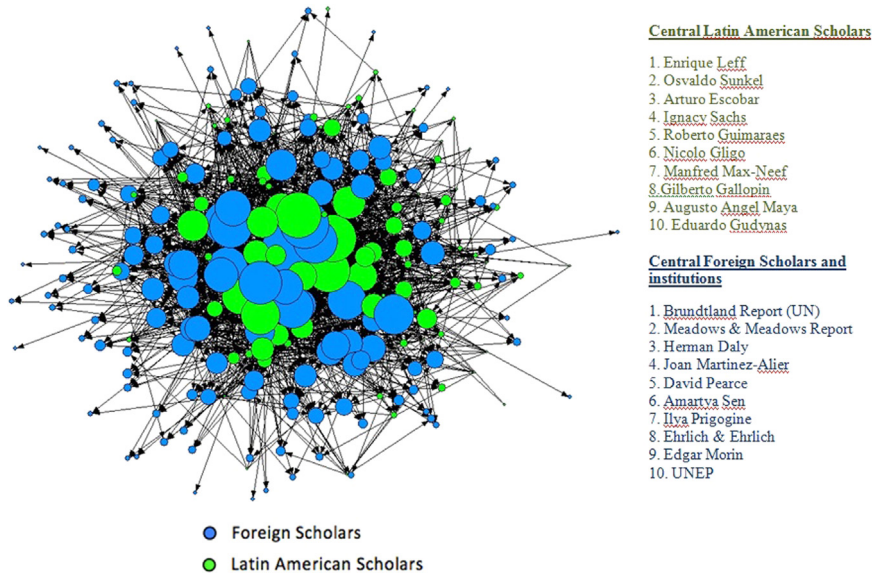 Central Latin American Scholars
1. Enrique Leff
2. Osvaldo Sunkel
3. Arturo Escobar
4. Ignacy Sachs
5. Roberto Guimaraes
6. Nicolo Gligo
7. Manfred Max-Neef
8.Gilberto Gallopin
9. Augusto Angel Maya
10. Eduardo Gudynas
Central Foreign Scholars and
institutions
1. Brundtland Report (UN)
2. Meadows & Meadows Report
3. Herman Daly
4. Joan Martinez-Alier
5. David Pearce
6. Amartya Sen
7. Ilya Prigogine
8. Ehrlich & Ehrlich
9. Edgar Morin
10. UNEP
Foreign Scholars
Latin American Scholars